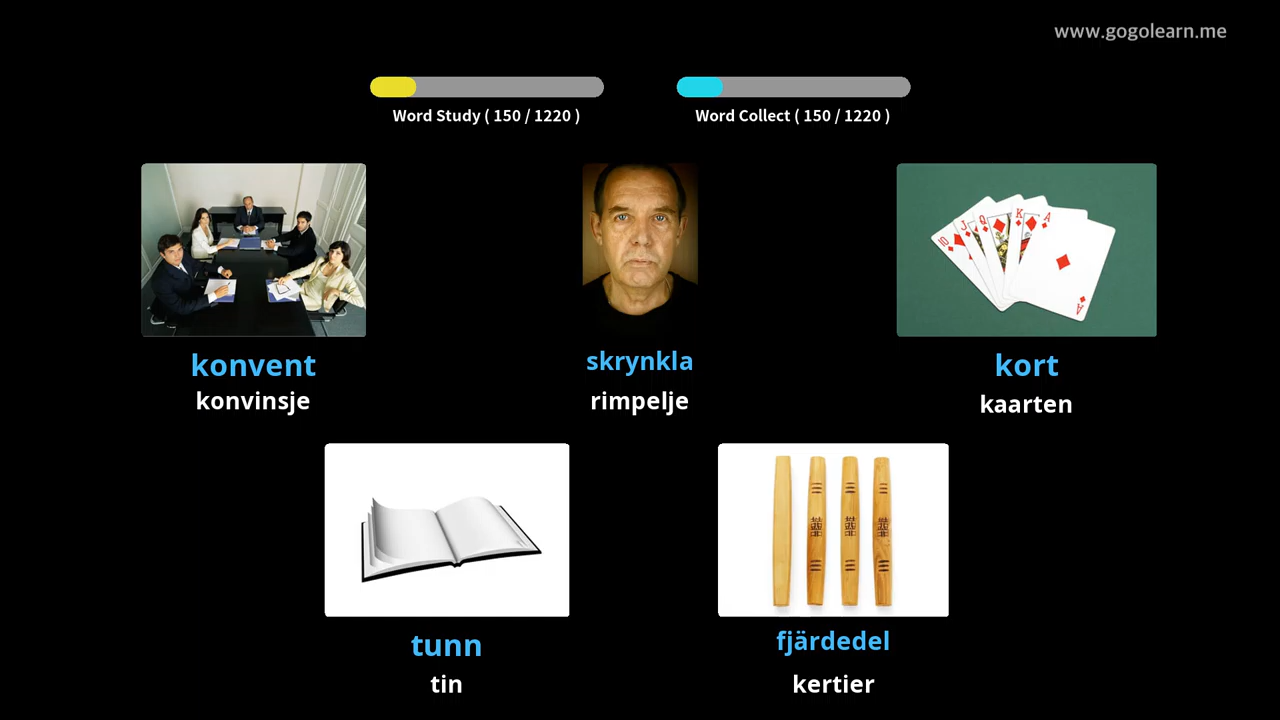 www.gogolearn.me
Word Study ( 150 / 1220 )
Word Collect ( 150 / 1220 )
konvent
konvinsje
skrynkla
rimpelje
kort
kaarten
10 J Q K A
A
tunn
tin
fjärdedel
kertier